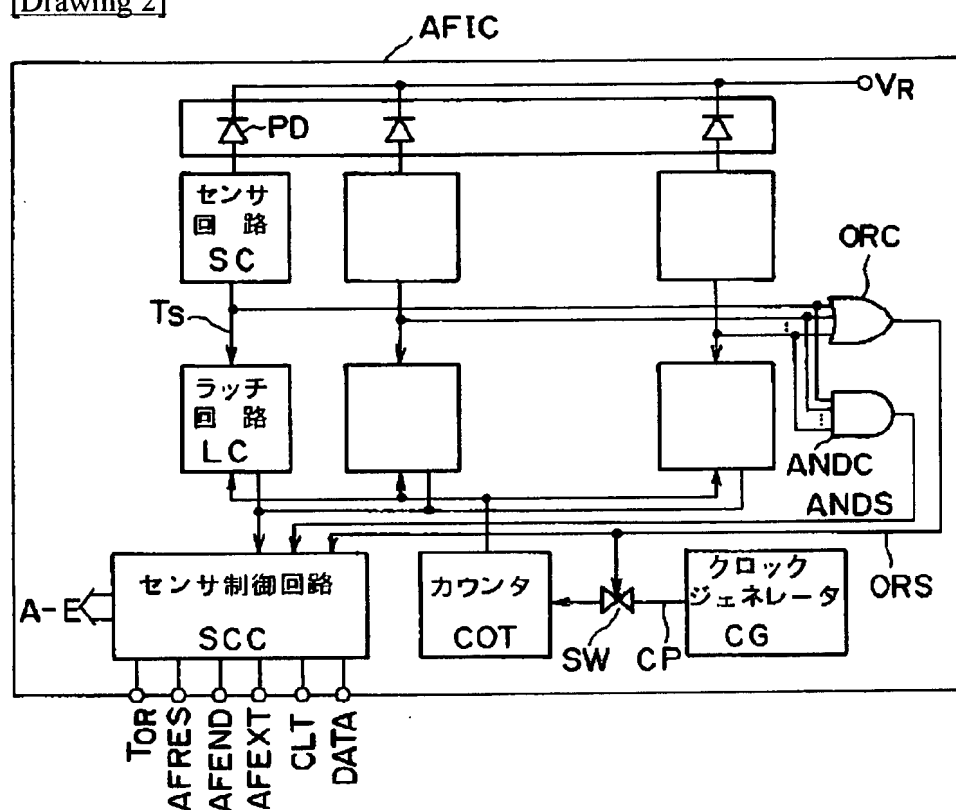 [Drawing 2]
AFIC
VR
PD
センサ
回 路
SC
ORC
Ts
ラッチ
回 路
LC
ANDC
ANDS
センサ制御回路
SCC
カウンタ
COT
クロック
ジェネレータ
CG
ORS
A-E
SW
CP
TOR
AFRES
AFEND
AFEXT
CLT
DATA